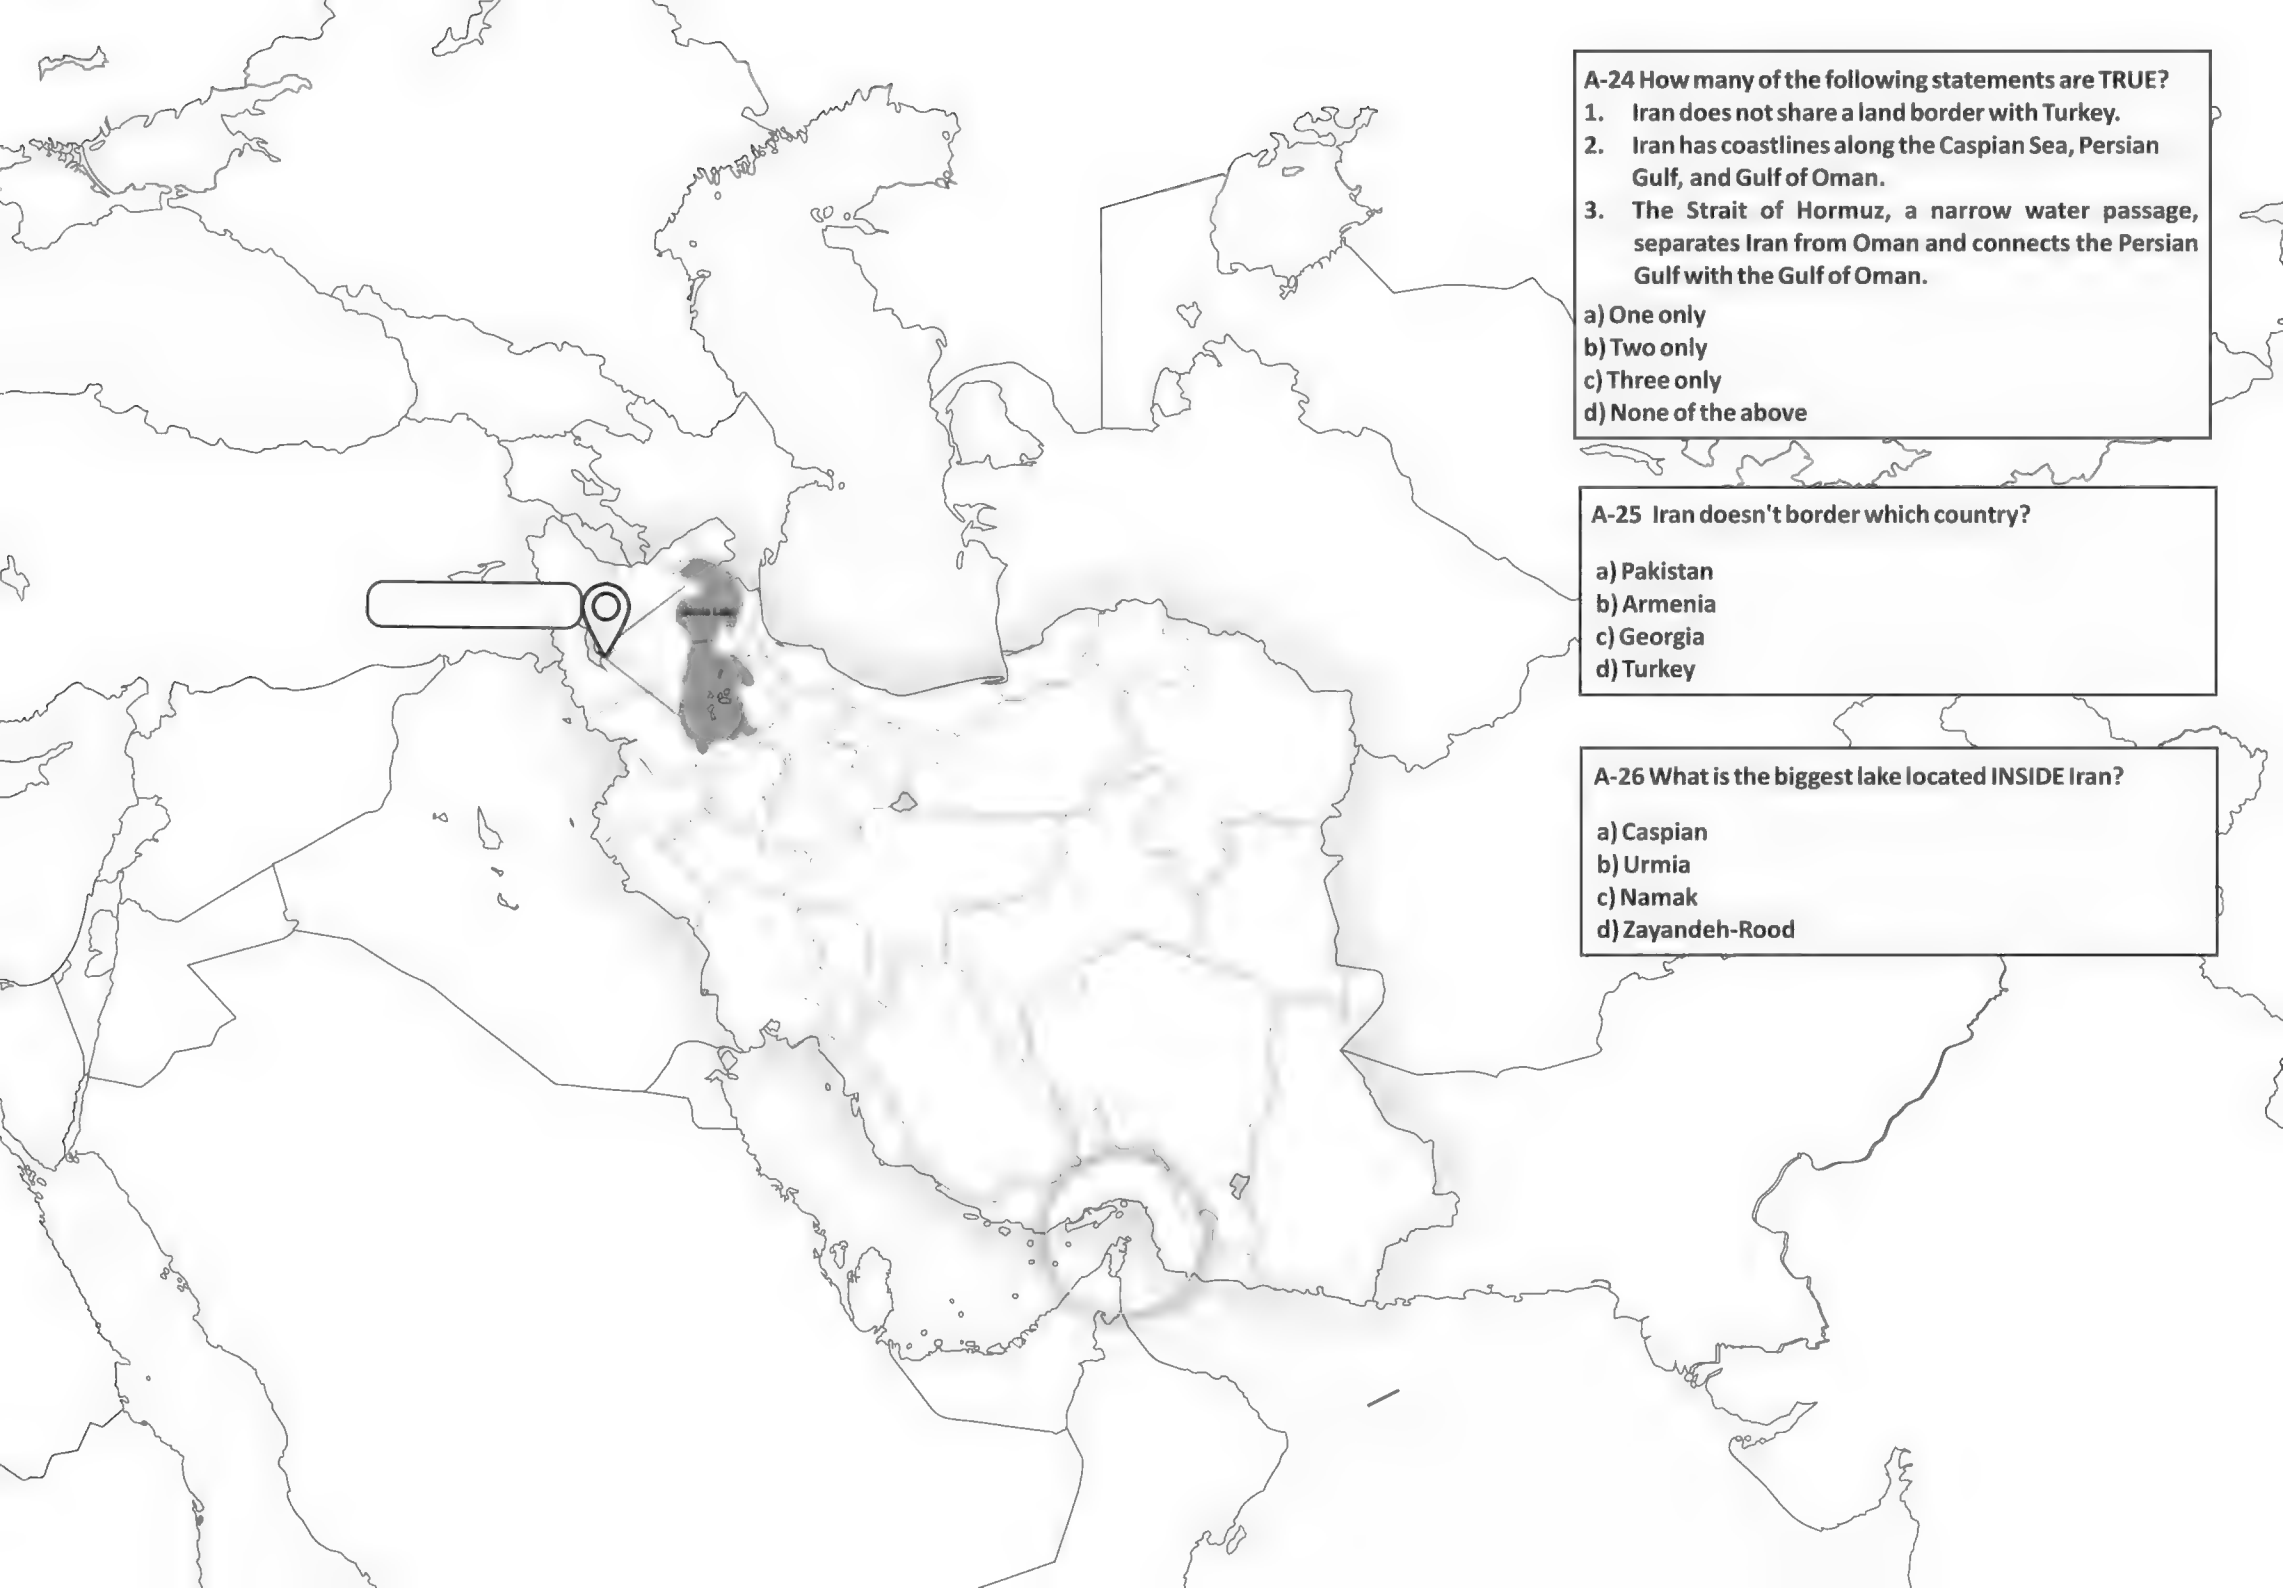 A-24 How many of the following statements are TRUE?
1. Iran does not share a land border with Turkey.
2. Iran has coastlines along the Caspian Sea, Persian
Gulf, and Gulf of Oman.
3. The Strait of Hormuz, a narrow water passage,
separates Iran from Oman and connects the Persian
Gulf with the Gulf of Oman.
a) One only
b) Two only
c) Three only
d) None of the above
A-25 Iran doesn't border which country?
a) Pakistan
b) Armenia
c) Georgia
d) Turkey
A-26 What is the biggest lake located INSIDE Iran?
a) Caspian
b) Urmia
c) Namak
d) Zayandeh-Rood